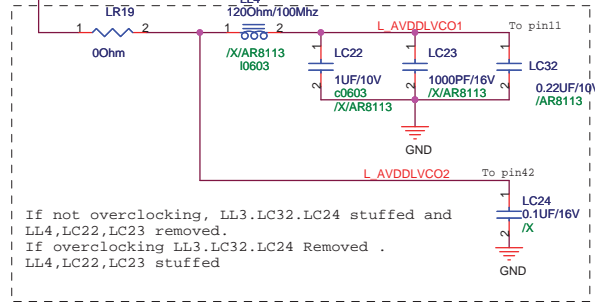 LR19
1
2
0Ohm
LL4
120Ohm/100Mhz
1
2
/X/AR8113
l0603
L_AVDDLVCO1
To pin11
1
LC22
2
1UF/10V
c0603
/X/AR8113
1
LC23
2
1000PF/16V
/X/AR8113
1
LC32
2
0.22UF/10V
/AR8113
GND
L_AVDDLVCO2
To pin42
1
LC24
0.1UF/16V
2
/X
GND
If not overclocking, LL3.LC32.LC24 stuffed and
LL4,LC22,LC23 removed.
If overclocking LL3.LC32.LC24 Removed .
LL4,LC22,LC23 stuffed